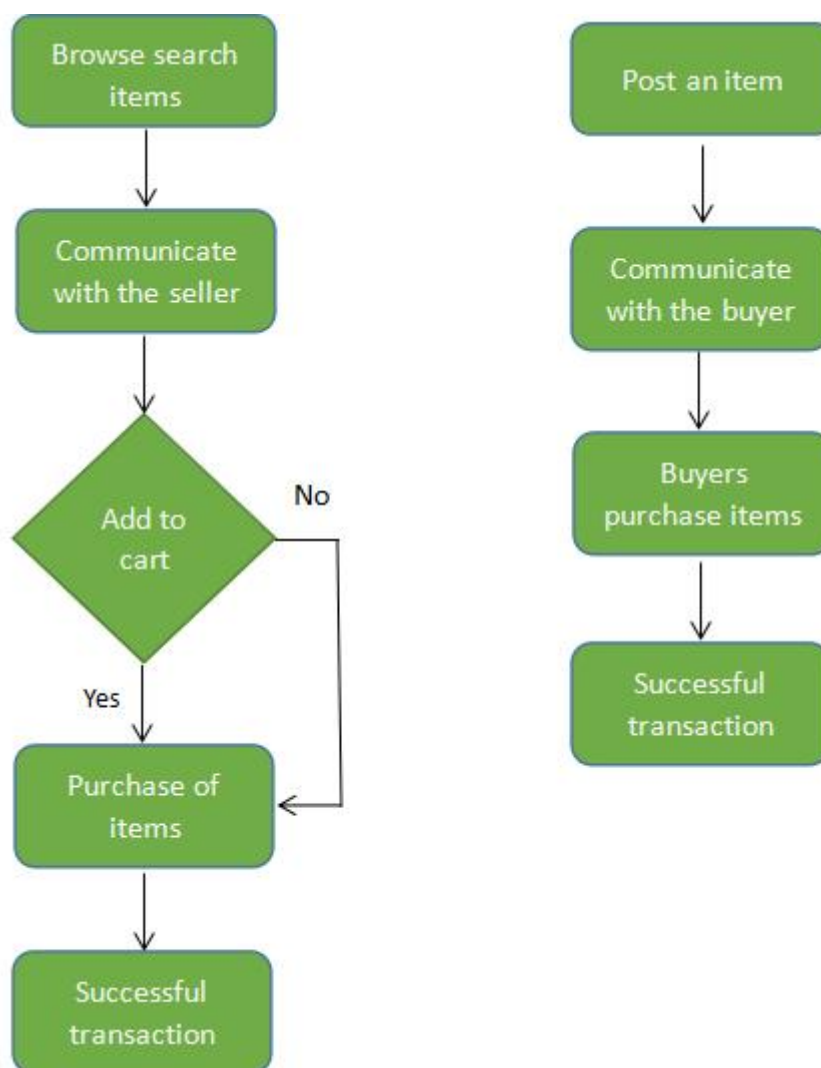 Browse search
items
Communicate
with the seller
Add to
cart
No
Yes
Purchase of
items
Successful
transaction
Post an item
Communicate
with the buyer
Buyers
purchase items
Successful
transaction